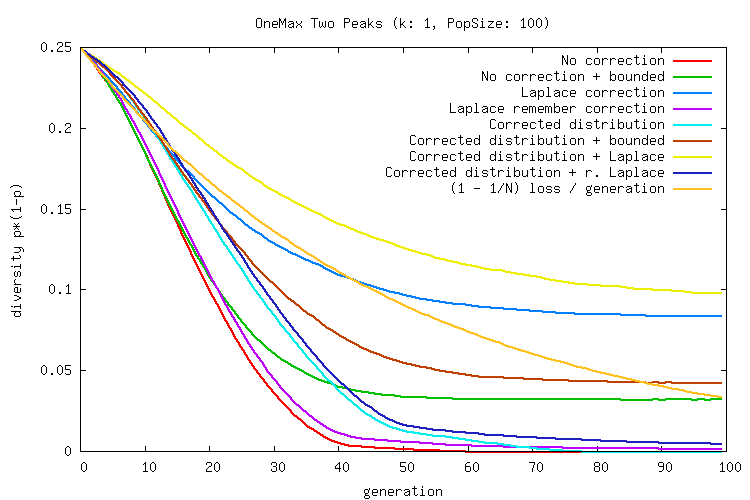 OneMax Two Peaks (k: 1, PopSize: 100)
No correction
No correction + bounded
Laplace correction
Laplace remember correction
Corrected distribution
Corrected distribution + bounded
Corrected distribution + Laplace
Corrected distribution + r. Laplace
(1 - 1/N) loss / generation
diversity p*(1-p)
0.25
0.2
0.15
0.1
0.05
0
0 10 20 30 40 50 60 70 80 90 100
generation